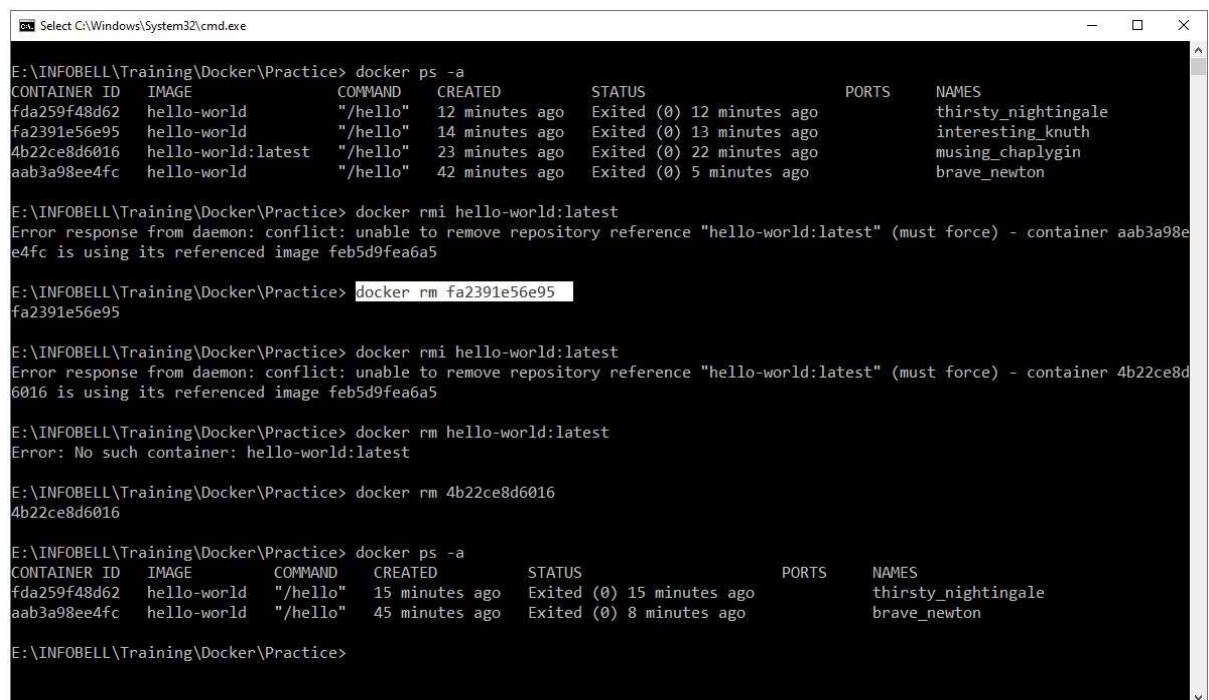 Select C:\Windows\System32\cmd.exe
E:\INFOBELL\Training\Docker\Practice> docker ps -a
CONTAINER ID   IMAGE                COMMAND    CREATED          STATUS                      PORTS     NAMES
fda259f48d62   hello-world          "/hello"   12 minutes ago   Exited (0) 12 minutes ago             thirsty_nightingale
fa2391e56e95   hello-world          "/hello"   14 minutes ago   Exited (0) 13 minutes ago             interesting_knuth
4b22ce8d6016   hello-world:latest   "/hello"   23 minutes ago   Exited (0) 22 minutes ago             musing_chaplygin
aab3a98ee4fc   hello-world          "/hello"   42 minutes ago   Exited (0) 5 minutes ago              brave_newton
E:\INFOBELL\Training\Docker\Practice> docker rmi hello-world:latest
Error response from daemon: conflict: unable to remove repository reference "hello-world:latest" (must force) - container aab3a98e
e4fc is using its referenced image feb5d9fea6a5
E:\INFOBELL\Training\Docker\Practice> docker rm fa2391e56e95
fa2391e56e95
E:\INFOBELL\Training\Docker\Practice> docker rmi hello-world:latest
Error response from daemon: conflict: unable to remove repository reference "hello-world:latest" (must force) - container 4b22ce8d
6016 is using its referenced image feb5d9fea6a5
E:\INFOBELL\Training\Docker\Practice> docker rm hello-world:latest
Error: No such container: hello-world:latest
E:\INFOBELL\Training\Docker\Practice> docker rm 4b22ce8d6016
4b22ce8d6016
E:\INFOBELL\Training\Docker\Practice> docker ps -a
CONTAINER ID   IMAGE         COMMAND    CREATED          STATUS                      PORTS     NAMES
fda259f48d62   hello-world   "/hello"   15 minutes ago   Exited (0) 15 minutes ago             thirsty_nightingale
aab3a98ee4fc   hello-world   "/hello"   45 minutes ago   Exited (0) 8 minutes ago              brave_newton
E:\INFOBELL\Training\Docker\Practice>